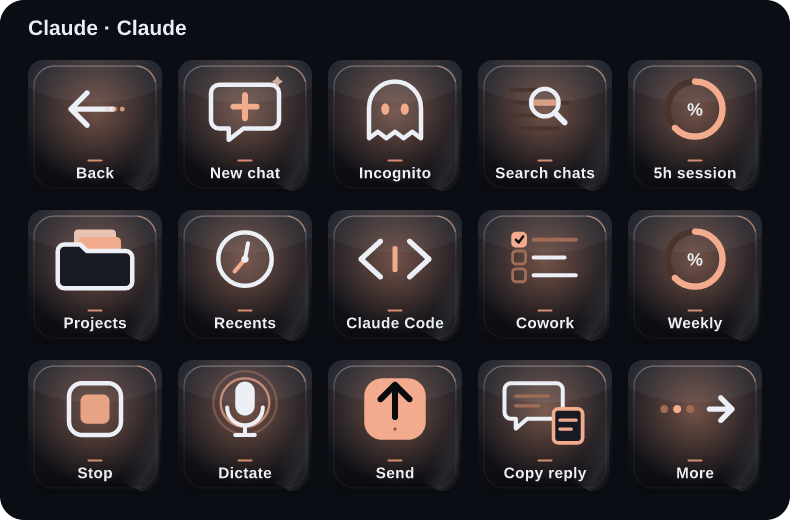 Claude · Claude
Back
New chat
Incognito
Search chats
%
5h session
Projects
Recents
Claude Code
Cowork
%
Weekly
Stop
Dictate
Send
Copy reply
More